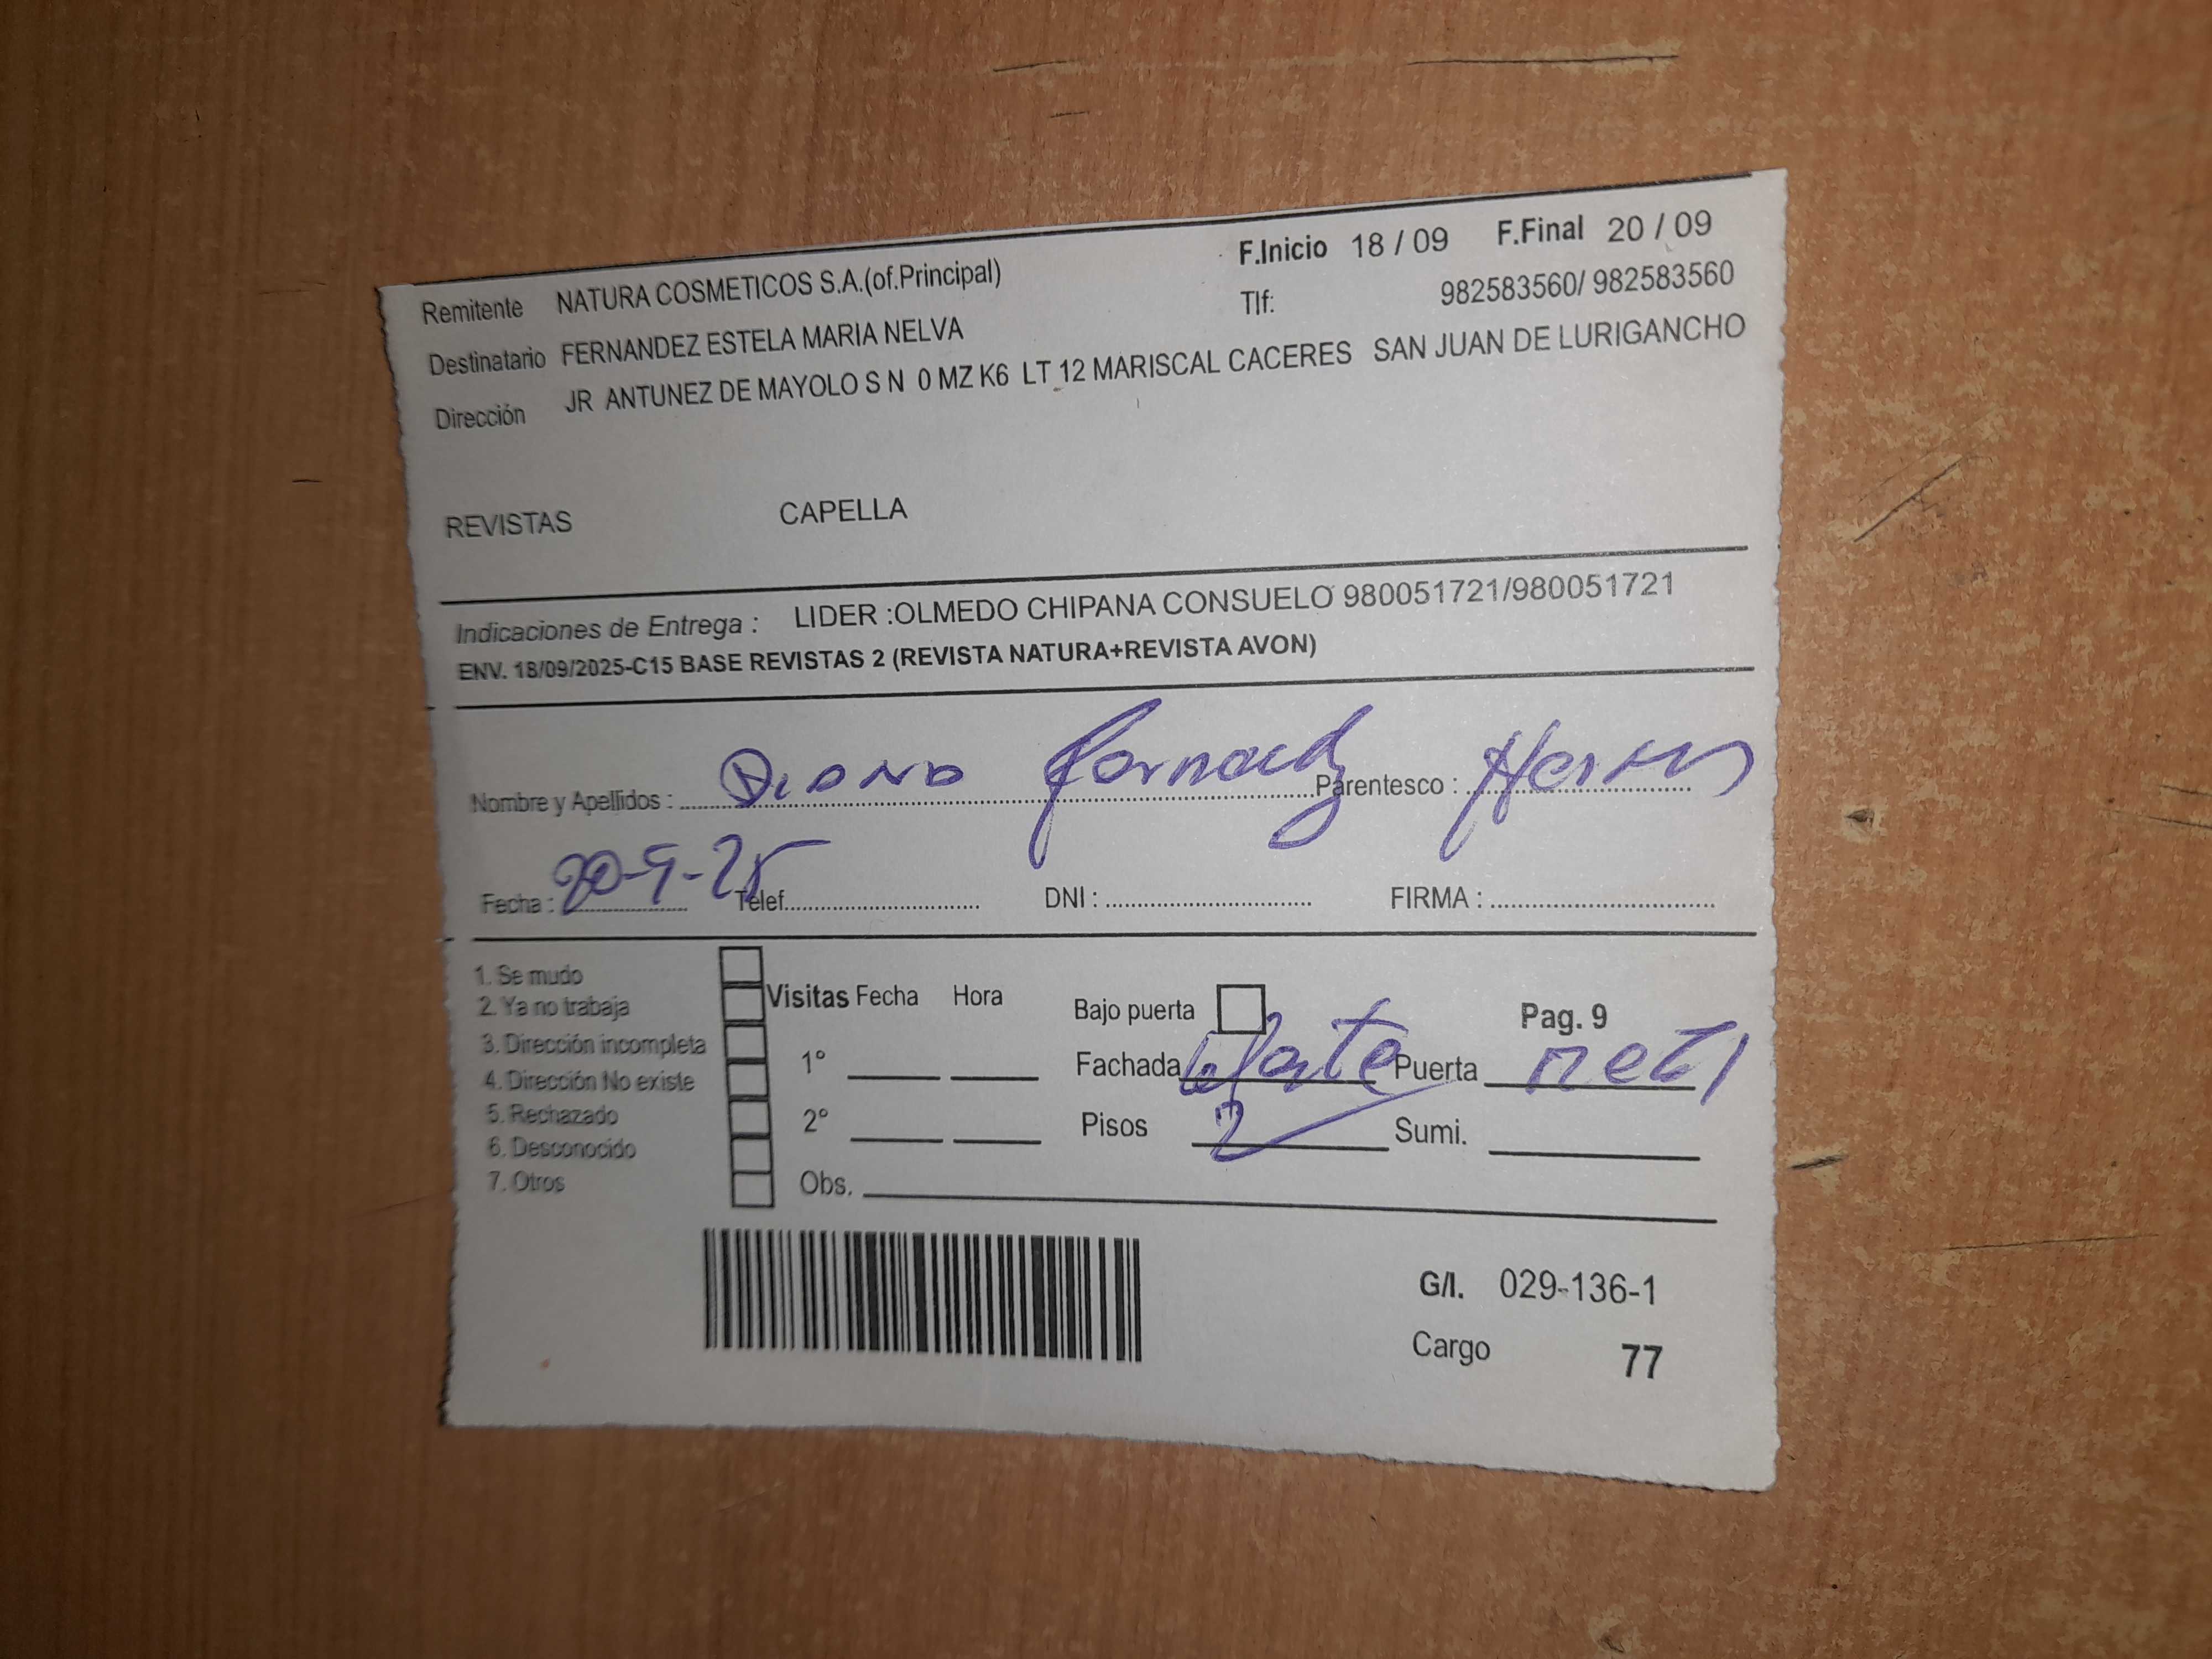 F.Inicio 18 / 09 F.Final 20 / 09
Remitente NATURA COSMETICOS S.A.(of.Principal) Tlf: 982583560/ 982583560
Destinatario FERNANDEZ ESTELA MARIA NELVA
Dirección JR ANTUNEZ DE MAYOLO S N 0 MZ K6 LT 12 MARISCAL CACERES SAN JUAN DE LURIGANCHO
REVISTAS CAPELLA
Indicaciones de Entrega : LIDER :OLMEDO CHIPANA CONSUELO 980051721/980051721
ENV. 18/09/2025-C15 BASE REVISTAS 2 (REVISTA NATURA+REVISTA AVON)
Nombre y Apellidos : Diana Parentesco :
Fecha : 20-9-25 Telef. DNI : FIRMA :
1. Se mudo
2. Ya no trabaja
3. Dirección incompleta
4. Dirección No existe
5. Rechazado
6. Desconocido
7. Otros
Visitas Fecha Hora
1°
2°
Obs.
Bajo puerta Pag. 9
Fachada Puerta
Pisos 2 Sumi.
G/I. 029-136-1
Cargo 77